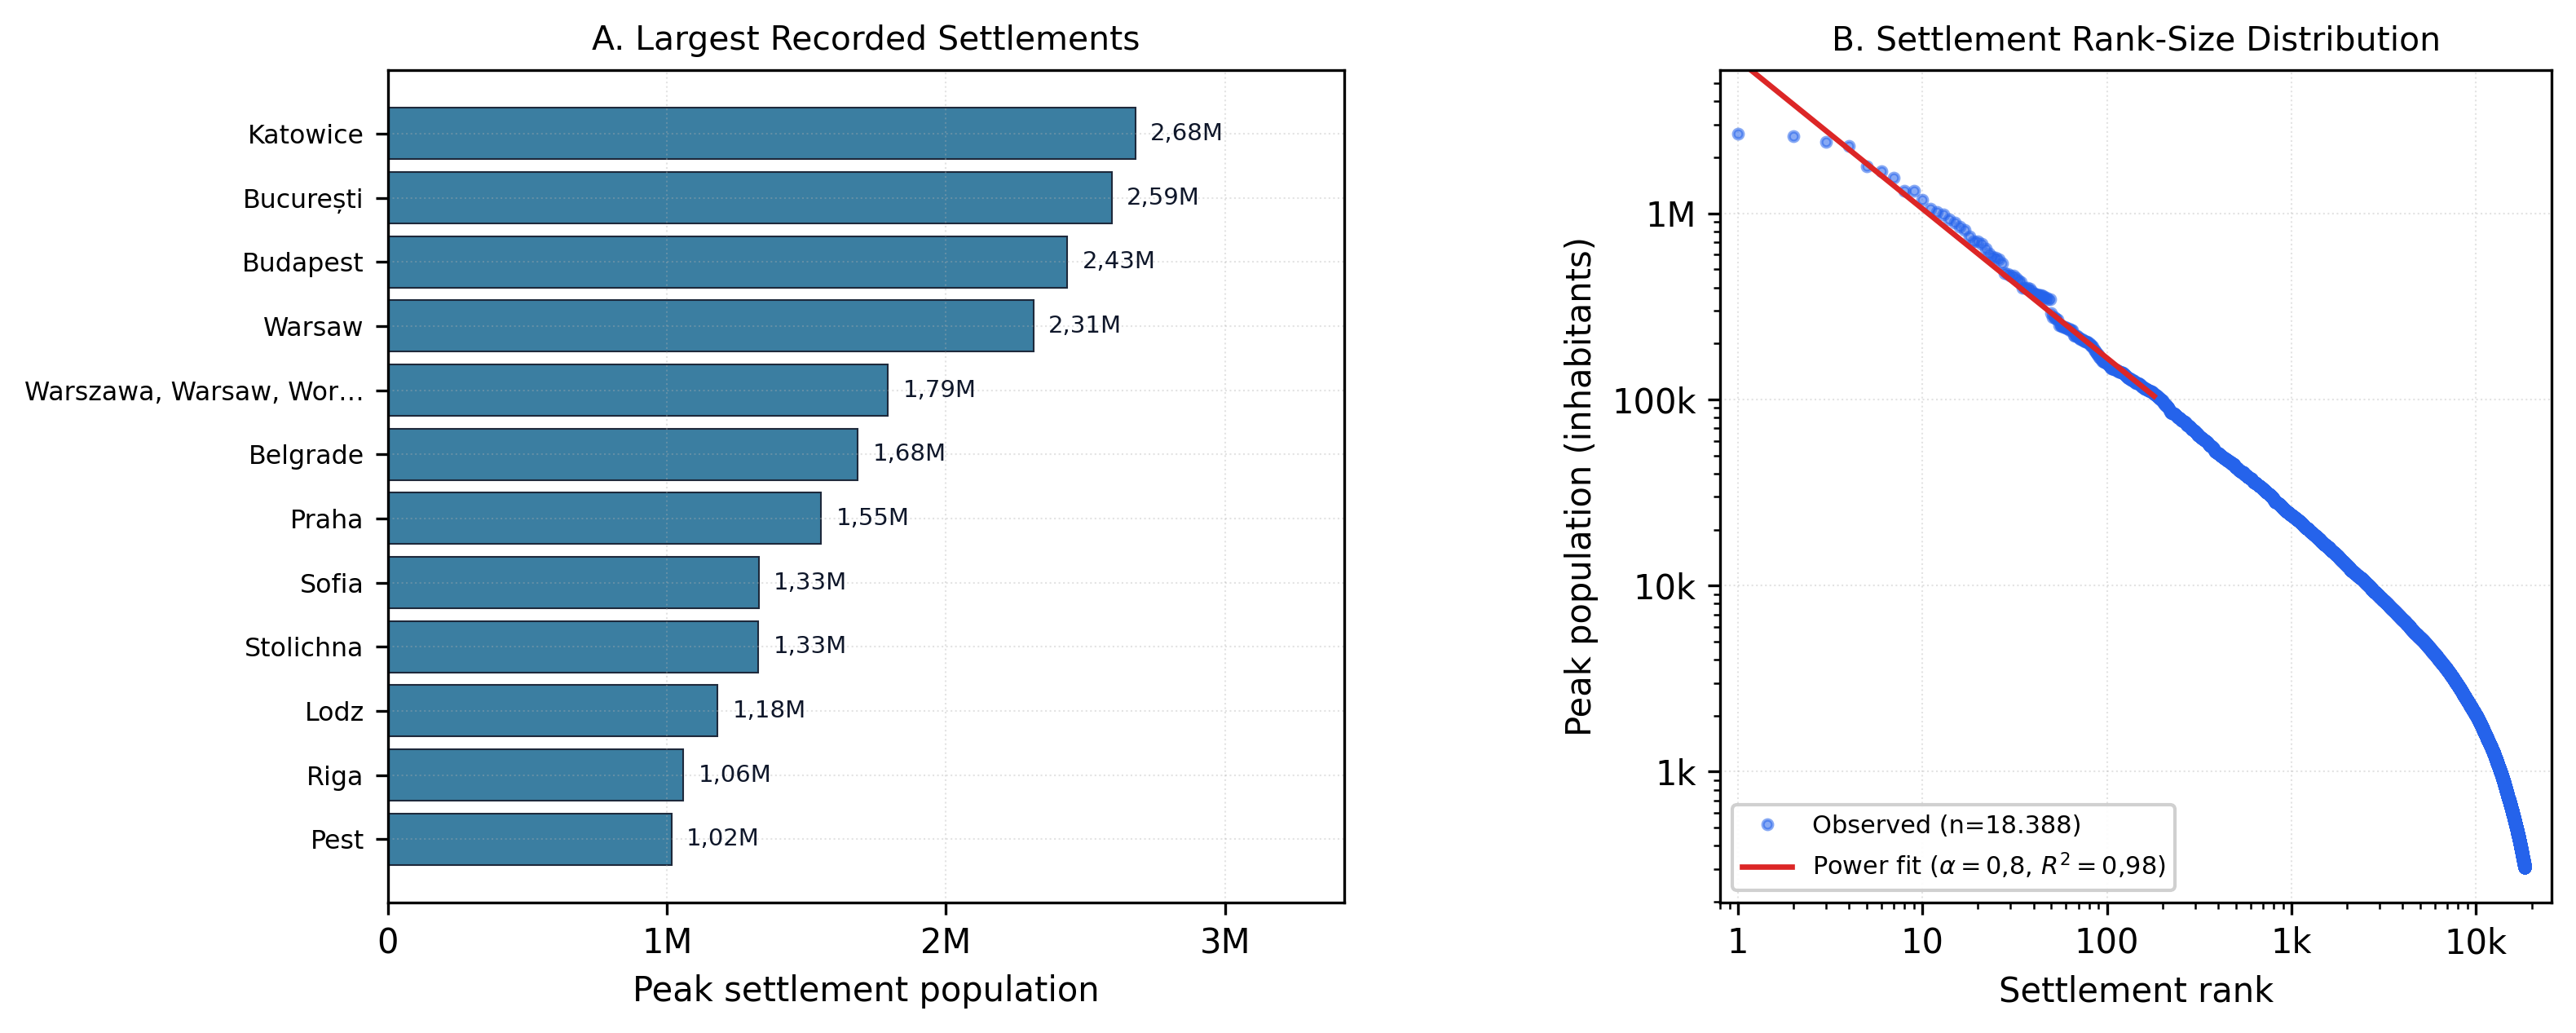 A. Largest Recorded Settlements
Katowice
2,68M
București
2,59M
Budapest
2,43M
Warsaw
2,31M
Warszawa, Warsaw, Wor...
1,79M
Belgrade
1,68M
Praha
1,55M
Sofia
1,33M
Stolichna
1,33M
Lodz
1,18M
Riga
1,06M
Pest
1,02M
0 1M 2M 3M
Peak settlement population
B. Settlement Rank-Size Distribution
Peak population (inhabitants)
1M
100k
10k
1k
Observed (n=18.388)
Power fit (α = 0,8, R² = 0,98)
1 10 100 1k 10k
Settlement rank